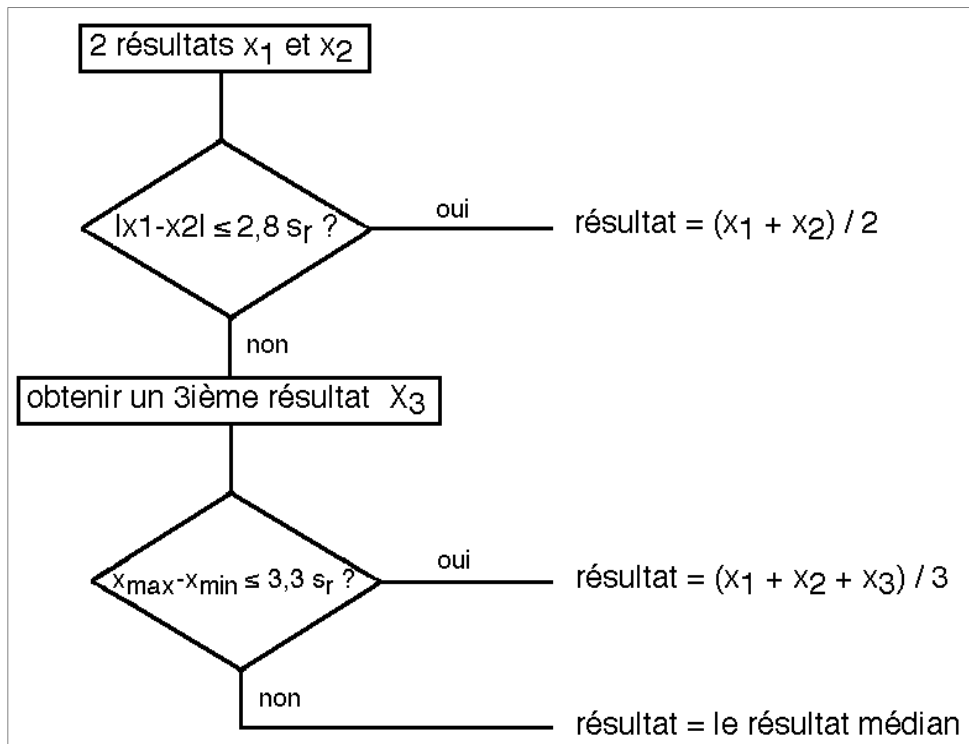 2 résultats x1 et x2
|x1-x2| ≤ 2,8 sr ?
oui
résultat = (x1 + x2) / 2
non
obtenir un 3ième résultat X3
xmax-xmin ≤ 3,3 sr ?
oui
résultat = (x1 + x2 + x3) / 3
non
résultat = le résultat médian